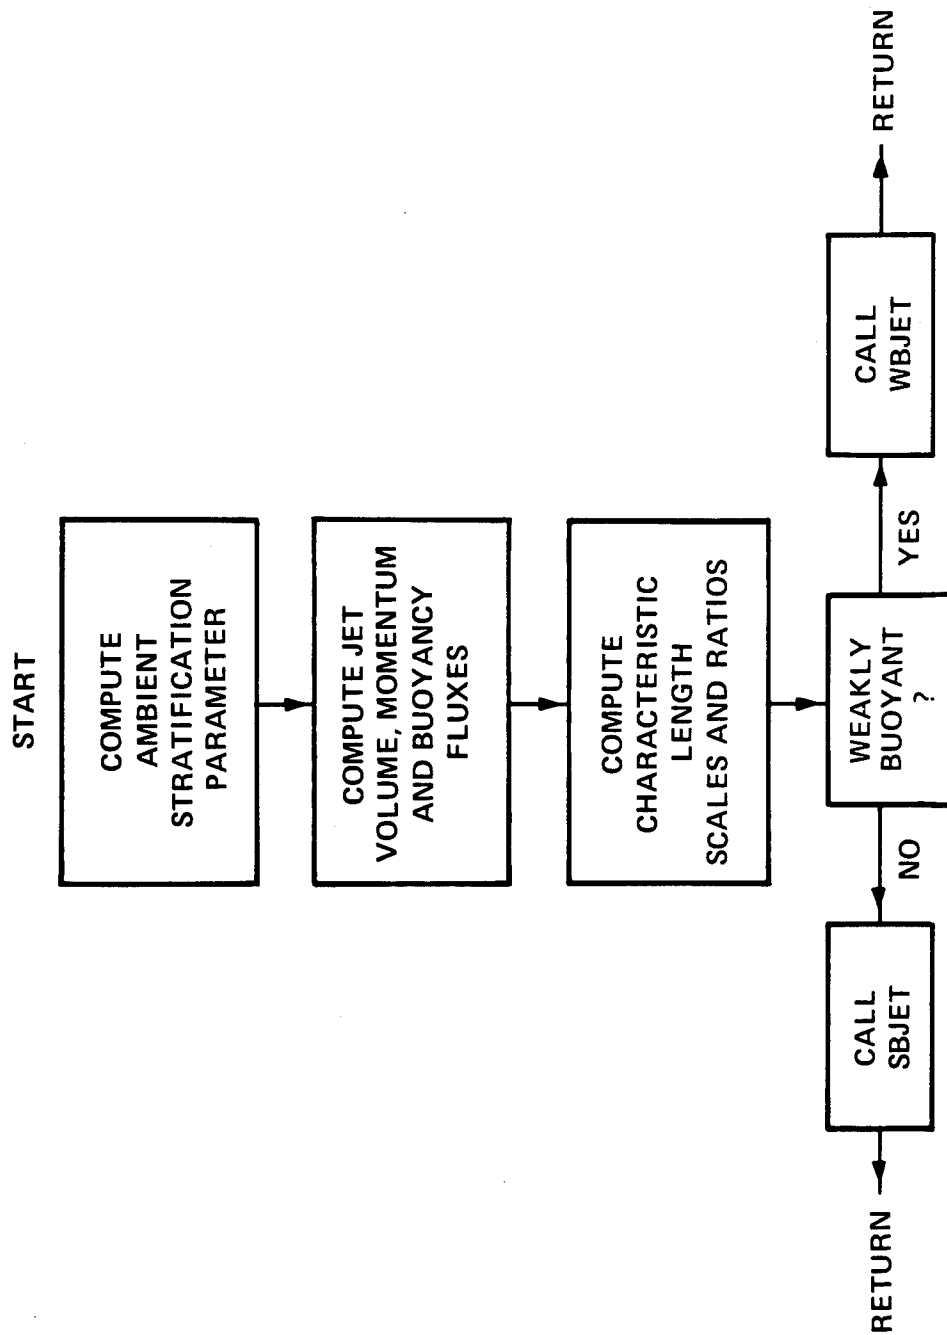 START
COMPUTE
AMBIENT
STRATIFICATION
PARAMETER
COMPUTE JET
VOLUME, MOMENTUM
AND BUOYANCY
FLUXES
COMPUTE
CHARACTERISTIC
LENGTH
SCALES AND RATIOS
WEAKLY
BUOYANT
?
NO
YES
CALL
SBJET
CALL
WBJET
RETURN
RETURN